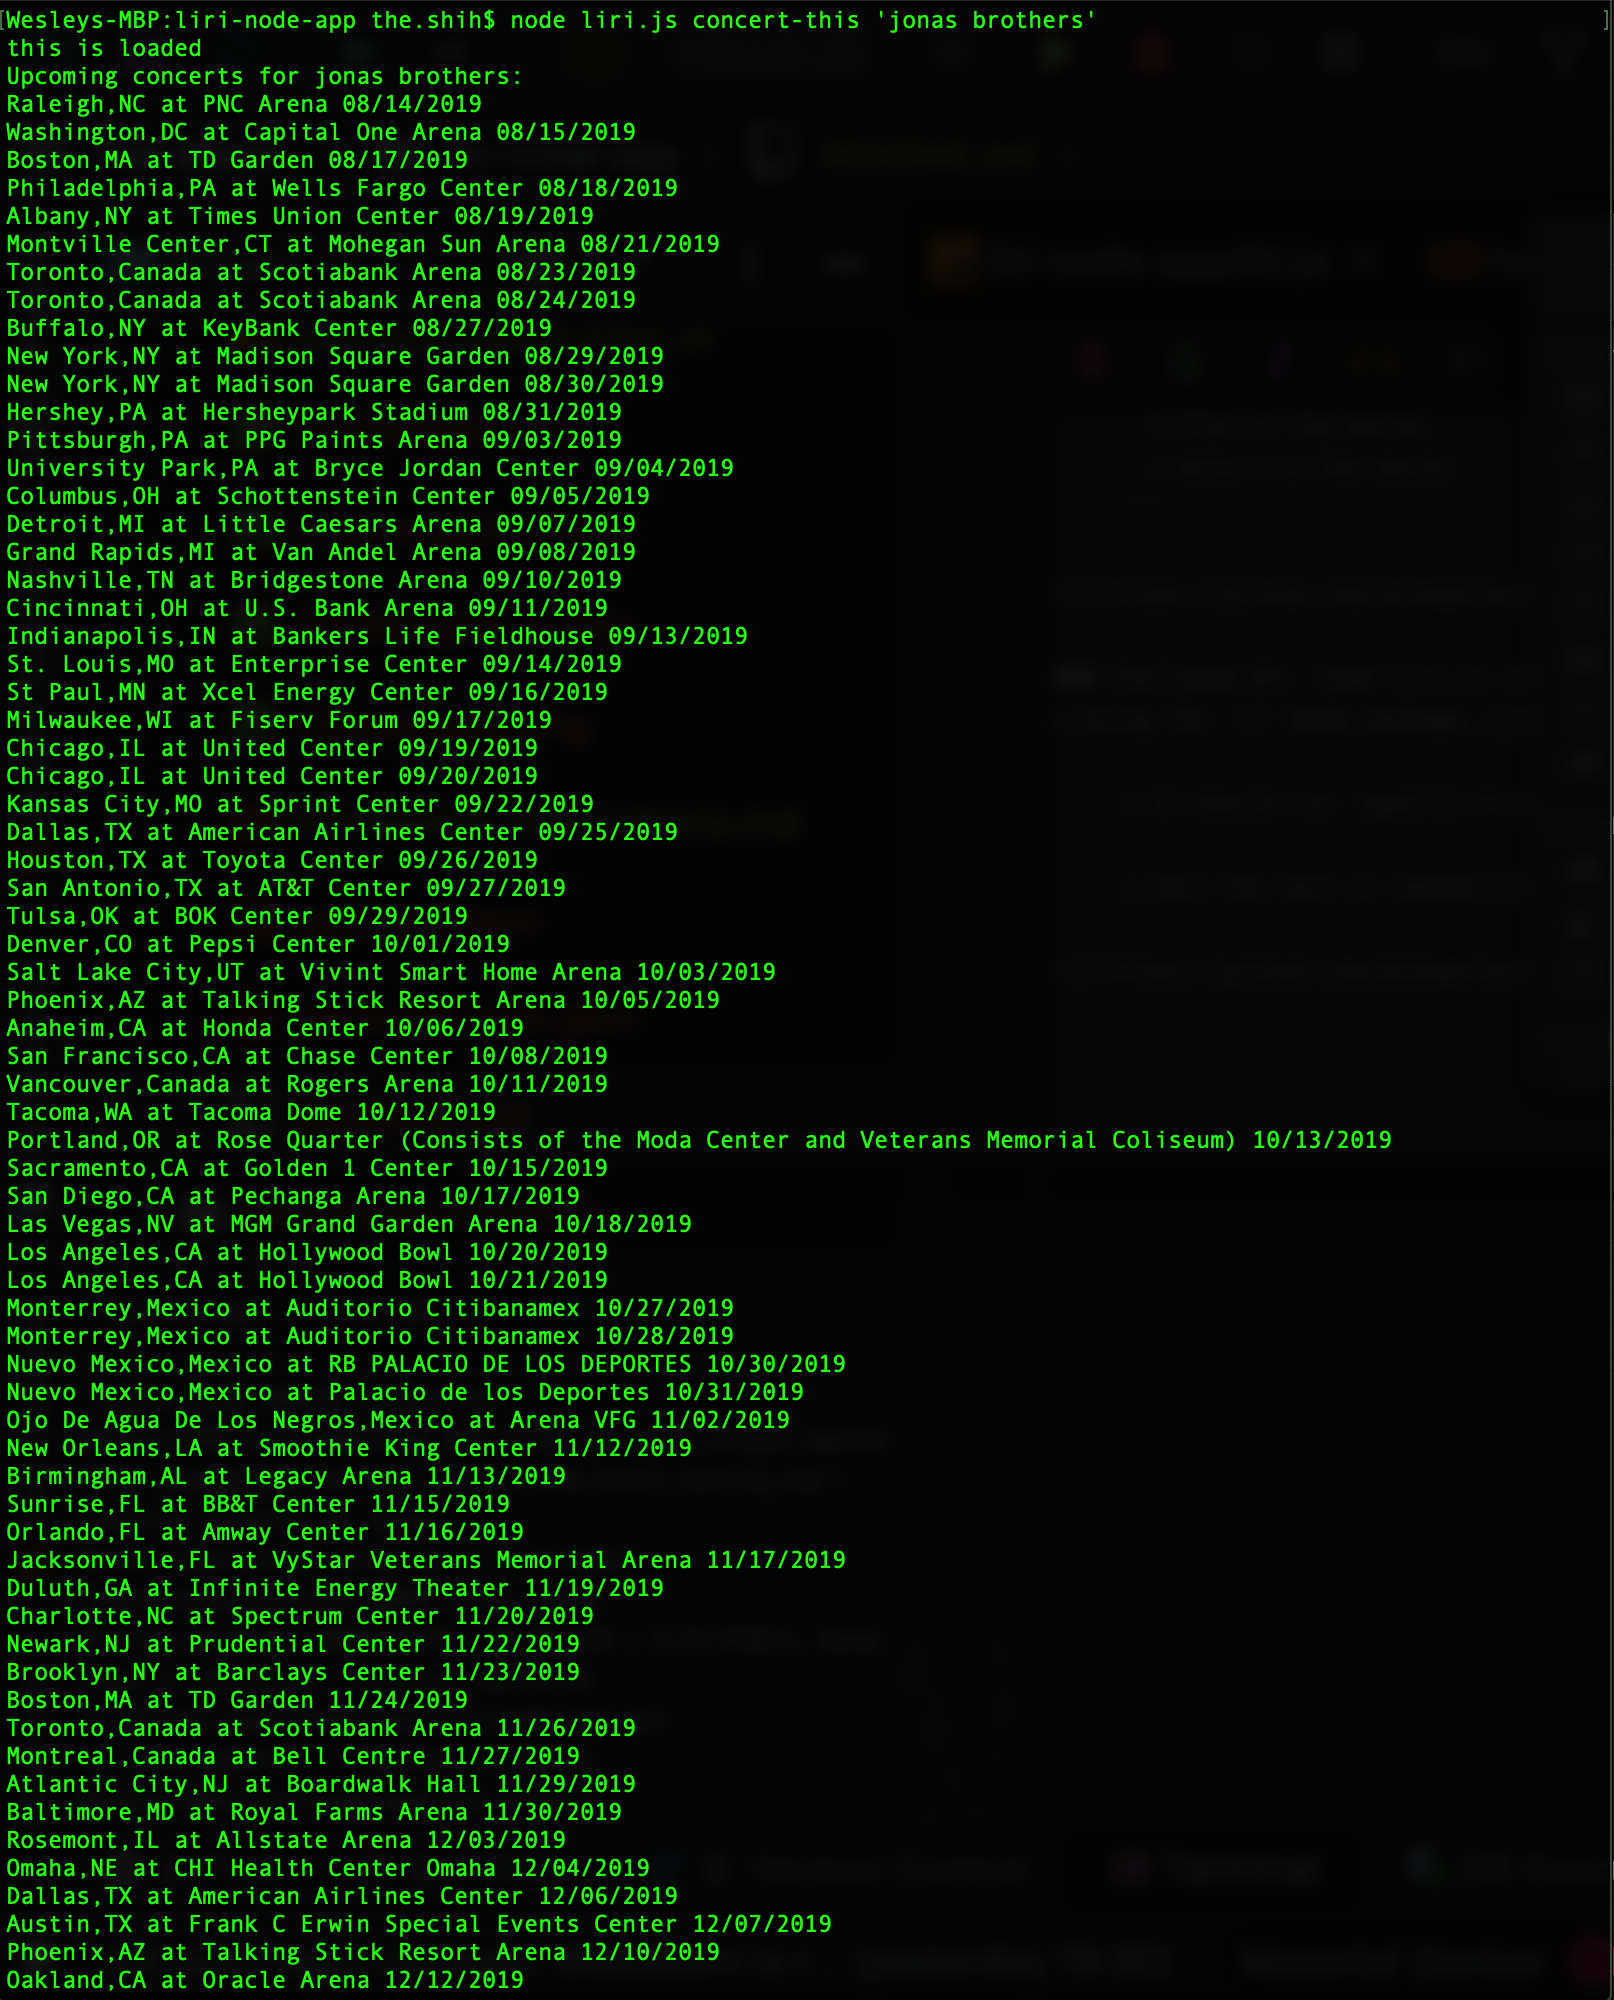 [Wesleys-MBP:liri-node-app the.shih$ node liri.js concert-this 'jonas brothers' ]
this is loaded
Upcoming concerts for jonas brothers:
Raleigh,NC at PNC Arena 08/14/2019
Washington,DC at Capital One Arena 08/15/2019
Boston,MA at TD Garden 08/17/2019
Philadelphia,PA at Wells Fargo Center 08/18/2019
Albany,NY at Times Union Center 08/19/2019
Montville Center,CT at Mohegan Sun Arena 08/21/2019
Toronto,Canada at Scotiabank Arena 08/23/2019
Toronto,Canada at Scotiabank Arena 08/24/2019
Buffalo,NY at KeyBank Center 08/27/2019
New York,NY at Madison Square Garden 08/29/2019
New York,NY at Madison Square Garden 08/30/2019
Hershey,PA at Hersheypark Stadium 08/31/2019
Pittsburgh,PA at PPG Paints Arena 09/03/2019
University Park,PA at Bryce Jordan Center 09/04/2019
Columbus,OH at Schottenstein Center 09/05/2019
Detroit,MI at Little Caesars Arena 09/07/2019
Grand Rapids,MI at Van Andel Arena 09/08/2019
Nashville,TN at Bridgestone Arena 09/10/2019
Cincinnati,OH at U.S. Bank Arena 09/11/2019
Indianapolis,IN at Bankers Life Fieldhouse 09/13/2019
St. Louis,MO at Enterprise Center 09/14/2019
St Paul,MN at Xcel Energy Center 09/16/2019
Milwaukee,WI at Fiserv Forum 09/17/2019
Chicago,IL at United Center 09/19/2019
Chicago,IL at United Center 09/20/2019
Kansas City,MO at Sprint Center 09/22/2019
Dallas,TX at American Airlines Center 09/25/2019
Houston,TX at Toyota Center 09/26/2019
San Antonio,TX at AT&T Center 09/27/2019
Tulsa,OK at BOK Center 09/29/2019
Denver,CO at Pepsi Center 10/01/2019
Salt Lake City,UT at Vivint Smart Home Arena 10/03/2019
Phoenix,AZ at Talking Stick Resort Arena 10/05/2019
Anaheim,CA at Honda Center 10/06/2019
San Francisco,CA at Chase Center 10/08/2019
Vancouver,Canada at Rogers Arena 10/11/2019
Tacoma,WA at Tacoma Dome 10/12/2019
Portland,OR at Rose Quarter (Consists of the Moda Center and Veterans Memorial Coliseum) 10/13/2019
Sacramento,CA at Golden 1 Center 10/15/2019
San Diego,CA at Pechanga Arena 10/17/2019
Las Vegas,NV at MGM Grand Garden Arena 10/18/2019
Los Angeles,CA at Hollywood Bowl 10/20/2019
Los Angeles,CA at Hollywood Bowl 10/21/2019
Monterrey,Mexico at Auditorio Citibanamex 10/27/2019
Monterrey,Mexico at Auditorio Citibanamex 10/28/2019
Nuevo Mexico,Mexico at RB PALACIO DE LOS DEPORTES 10/30/2019
Nuevo Mexico,Mexico at Palacio de los Deportes 10/31/2019
Ojo De Agua De Los Negros,Mexico at Arena VFG 11/02/2019
New Orleans,LA at Smoothie King Center 11/12/2019
Birmingham,AL at Legacy Arena 11/13/2019
Sunrise,FL at BB&T Center 11/15/2019
Orlando,FL at Amway Center 11/16/2019
Jacksonville,FL at VyStar Veterans Memorial Arena 11/17/2019
Duluth,GA at Infinite Energy Theater 11/19/2019
Charlotte,NC at Spectrum Center 11/20/2019
Newark,NJ at Prudential Center 11/22/2019
Brooklyn,NY at Barclays Center 11/23/2019
Boston,MA at TD Garden 11/24/2019
Toronto,Canada at Scotiabank Arena 11/26/2019
Montreal,Canada at Bell Centre 11/27/2019
Atlantic City,NJ at Boardwalk Hall 11/29/2019
Baltimore,MD at Royal Farms Arena 11/30/2019
Rosemont,IL at Allstate Arena 12/03/2019
Omaha,NE at CHI Health Center Omaha 12/04/2019
Dallas,TX at American Airlines Center 12/06/2019
Austin,TX at Frank C Erwin Special Events Center 12/07/2019
Phoenix,AZ at Talking Stick Resort Arena 12/10/2019
Oakland,CA at Oracle Arena 12/12/2019